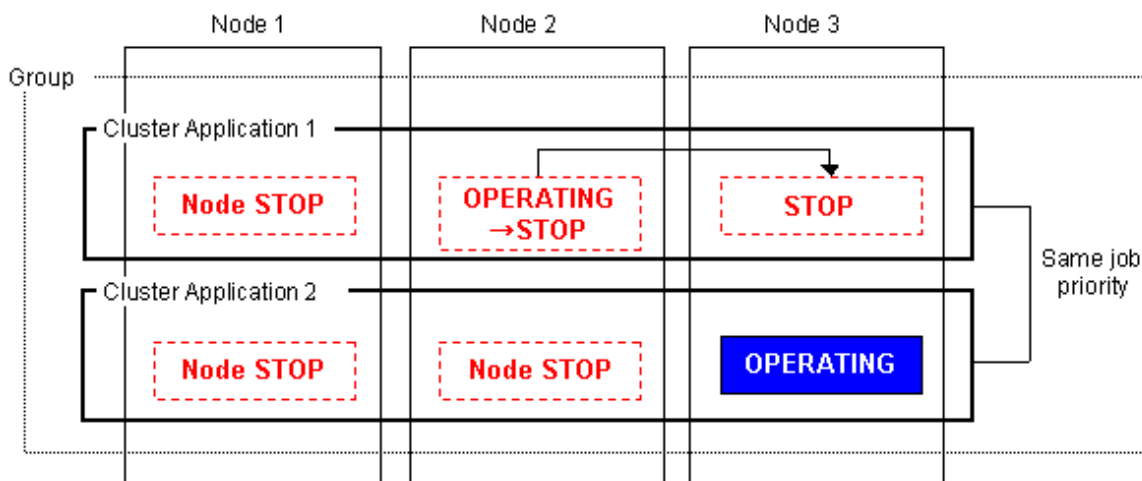 Node 1
Node 2
Node 3
Group
Cluster Application 1
Node STOP
OPERATING
→STOP
STOP
Same job
priority
Cluster Application 2
Node STOP
Node STOP
OPERATING